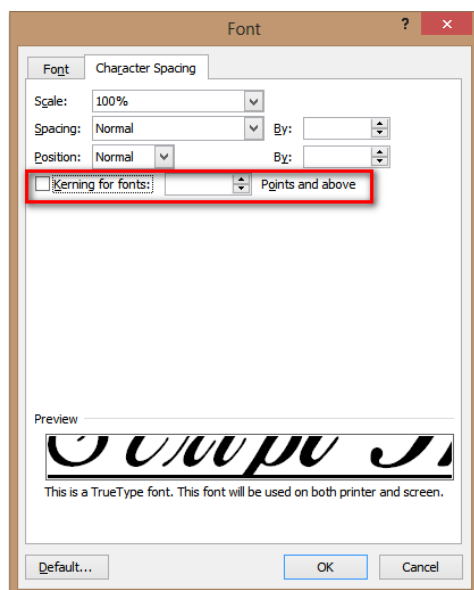 Font ? ×
Font Character Spacing
Scale: 100%
Spacing: Normal By:
Position: Normal By:
Kerning for fonts: Points and above
Preview
This is a TrueType font. This font will be used on both printer and screen.
Default... OK Cancel